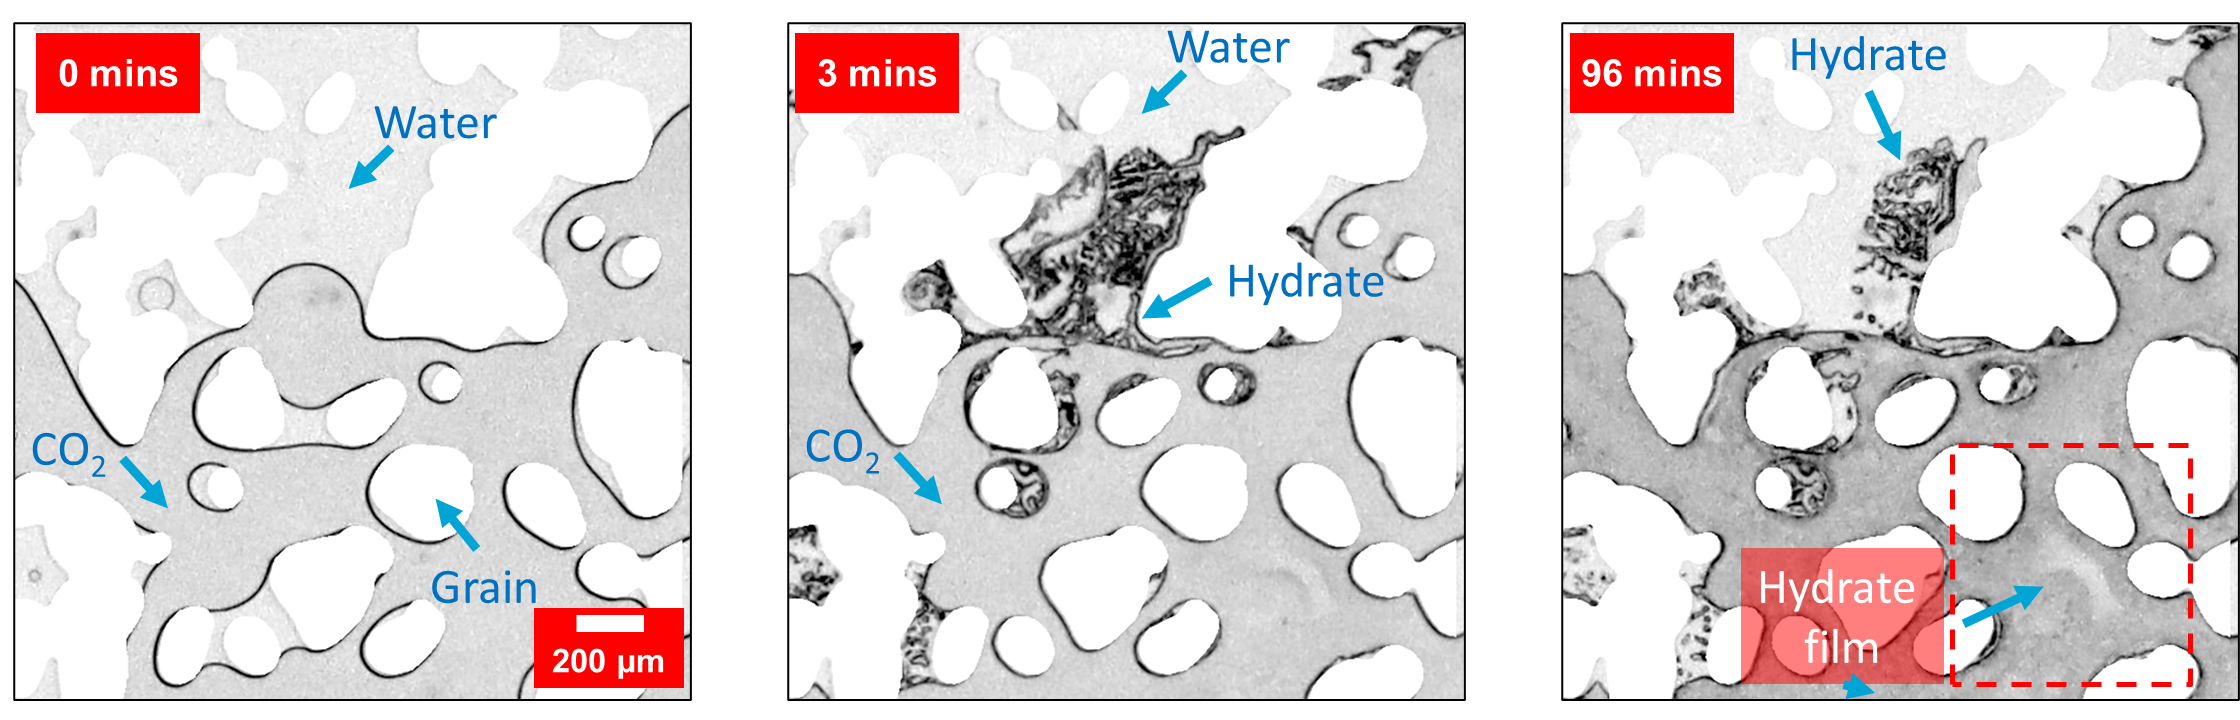 0 mins
Water
CO2
Grain
200 µm
3 mins
Water
Hydrate
CO2
96 mins
Hydrate
Hydrate
film